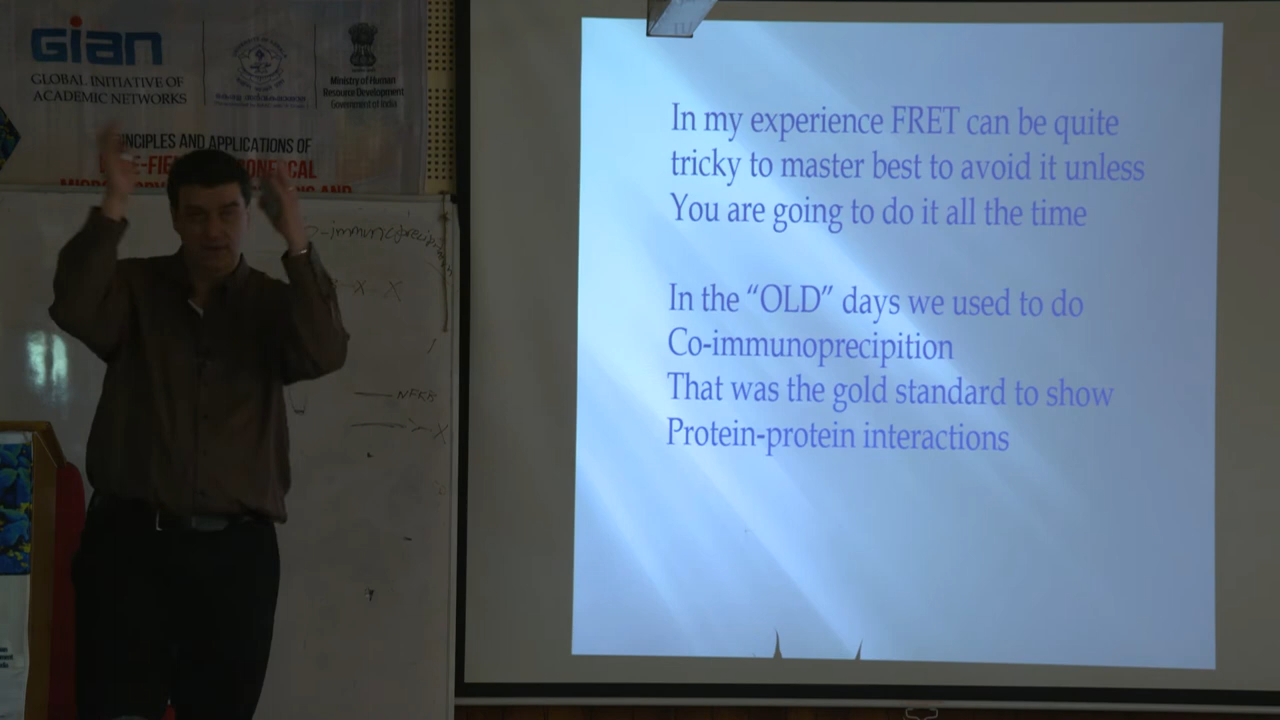 GIAN
GLOBAL INITIATIVE OF
ACADEMIC NETWORKS
Ministry of Human
Resource Development
Government of India
PRINCIPLES AND APPLICATIONS OF
In my experience FRET can be quite
tricky to master best to avoid it unless
You are going to do it all the time
In the “OLD” days we used to do
Co-immunoprecipition
That was the gold standard to show
Protein-protein interactions
X - X
NFKB
X